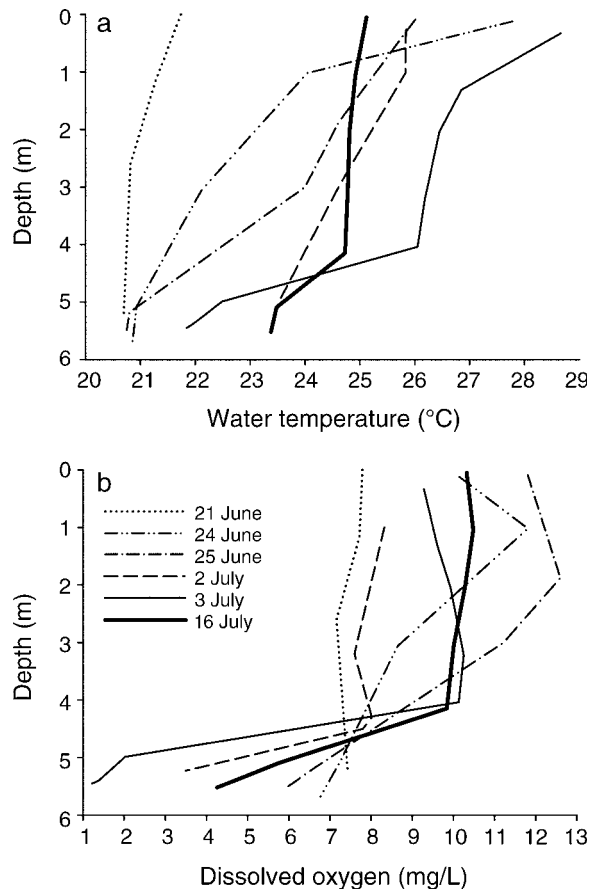 a
0
1
2
3
4
5
6
Depth (m)
20 21 22 23 24 25 26 27 28 29
Water temperature (°C)
b
0
1
2
3
4
5
6
Depth (m)
21 June
24 June
25 June
2 July
3 July
16 July
1 2 3 4 5 6 7 8 9 10 11 12 13
Dissolved oxygen (mg/L)